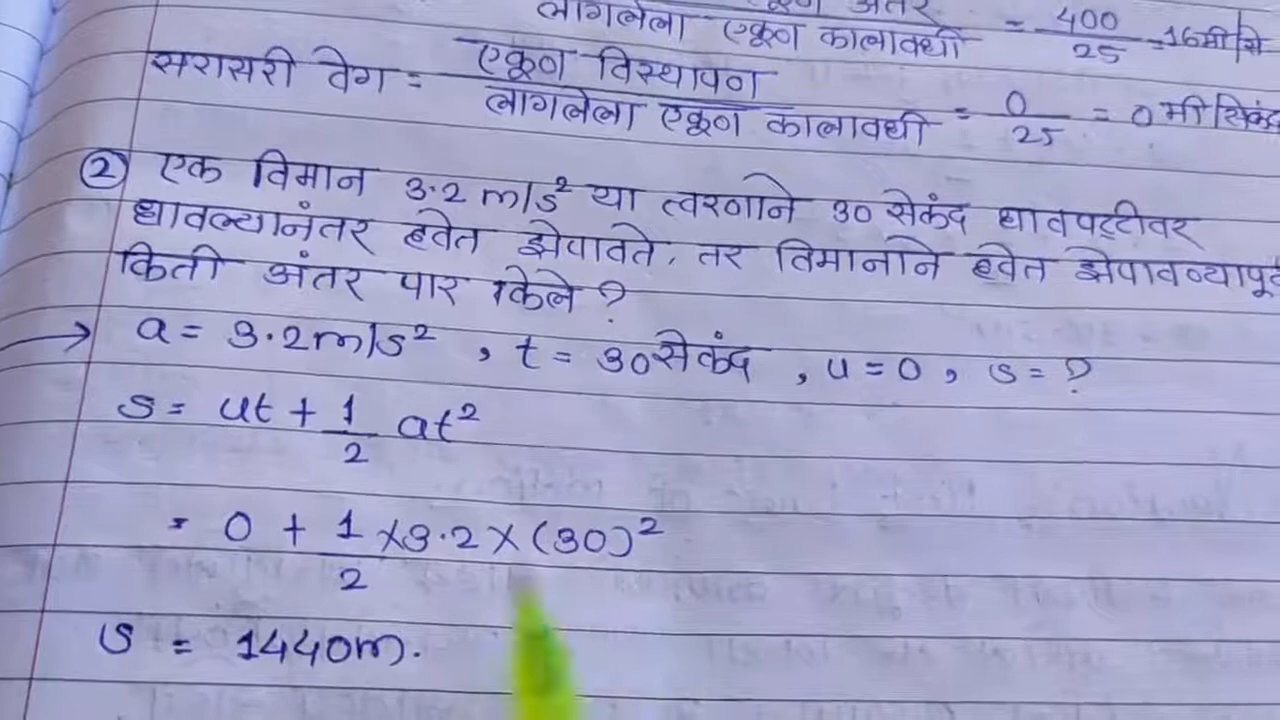 लागलेला एकूण कालावधी = 400/25 = 16मी/से
सरासरी वेग = एकूण विस्थापन / लागलेला एकूण कालावधी = 0/25 = 0 मी/सेकंद
② एक विमान 3.2 m/s² या त्वरणाने 30 सेकंद धावपट्टीवर
धावल्यानंतर हवेत झेपावते. तर विमानाने हवेत झेपावण्यापू
किती अंतर पार केले ?
→ a = 3.2m/s² , t = 30सेकंद , u = 0 , s = ?
s = ut + 1/2 at²
= 0 + 1/2 × 3.2 × (30)²
s = 1440m.